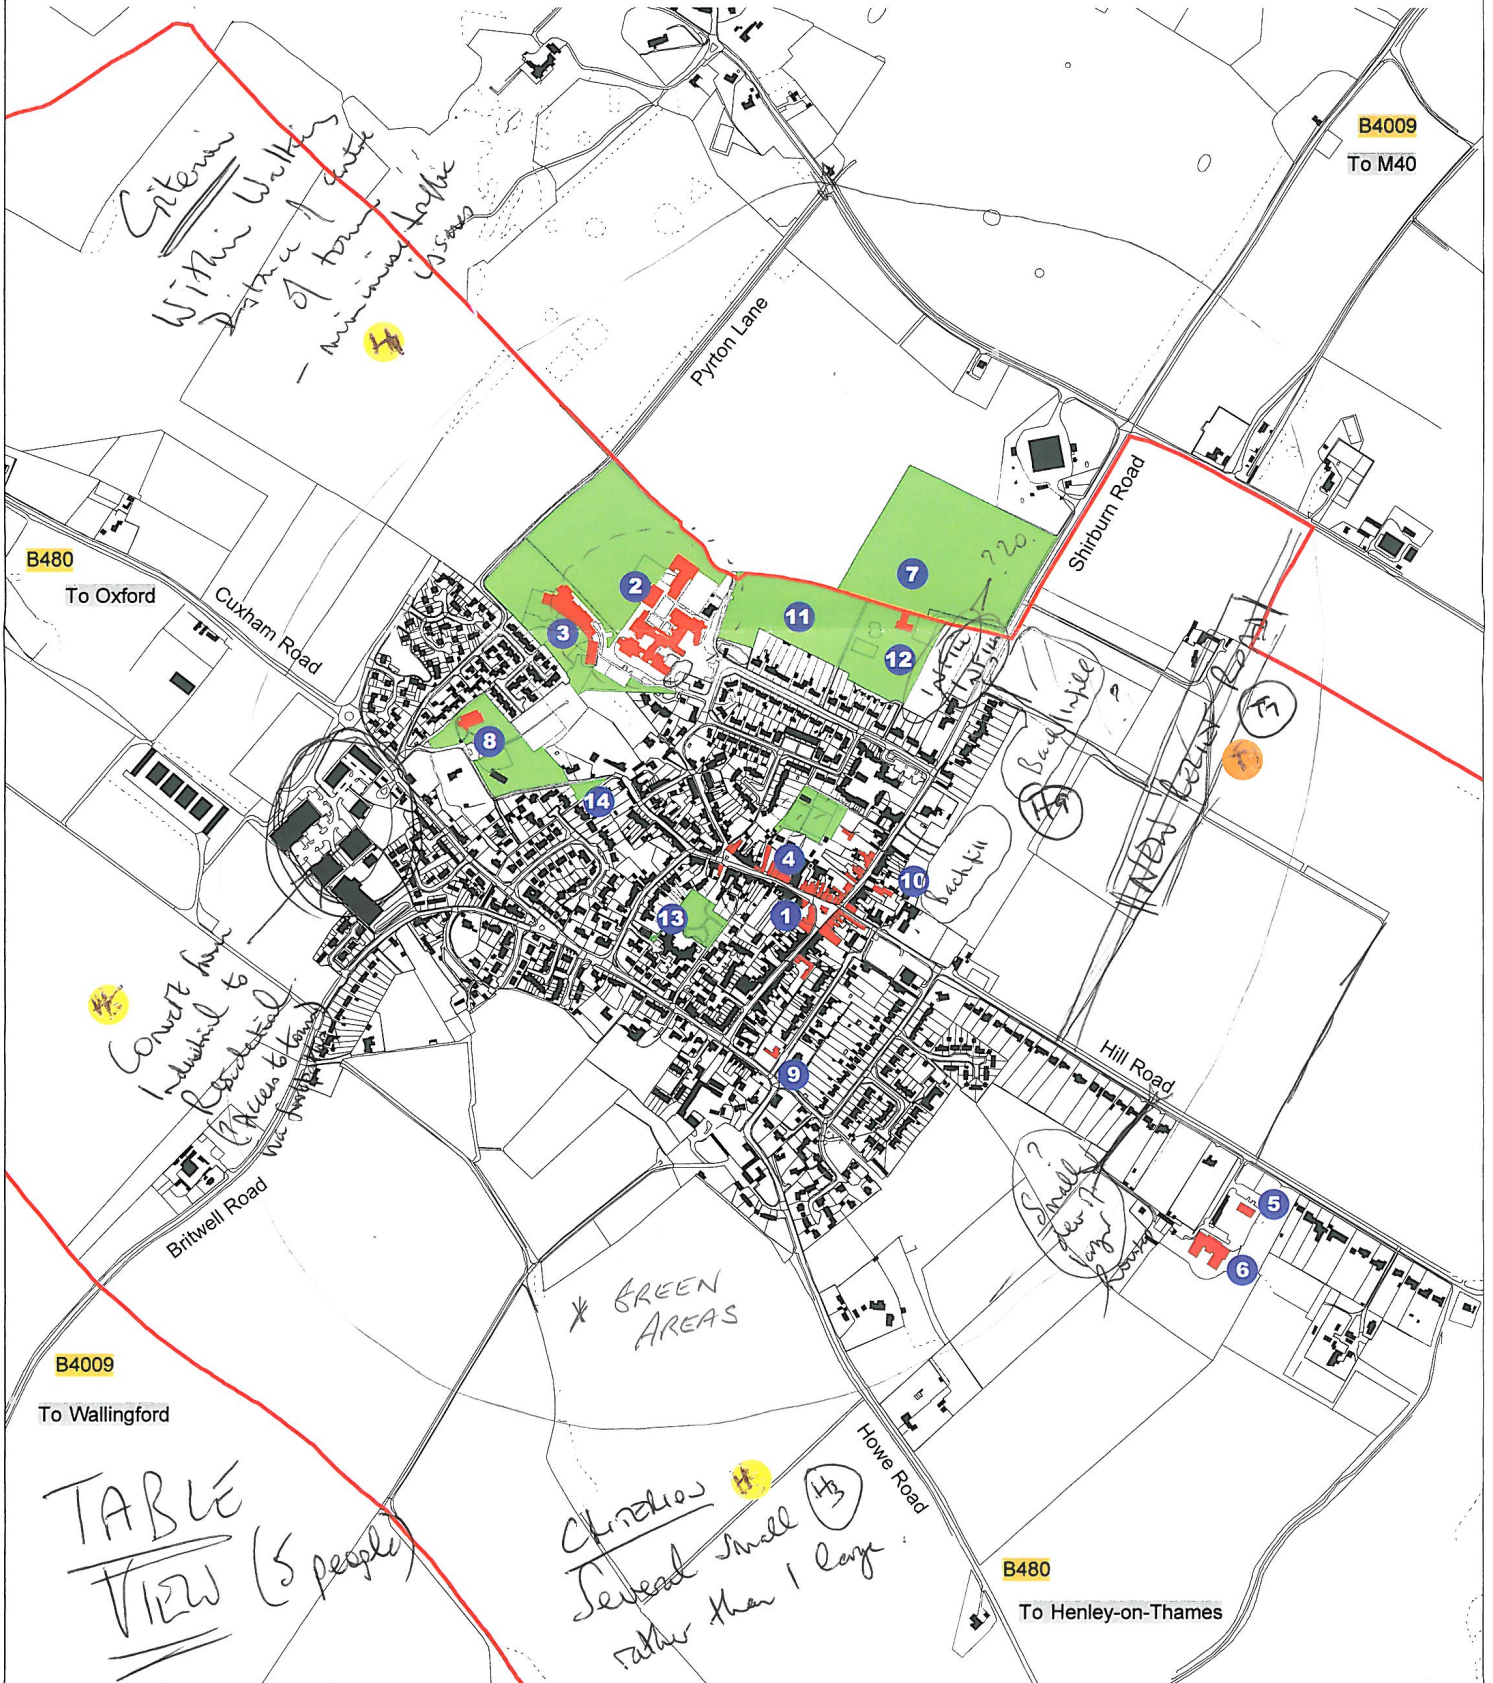 B4009
To M40
Criterion
Within Walking
Distance of centre
of town
- minimise traffic
issues
H
Pyrton Lane
Shirburn Road
B480
To Oxford
Cuxham Road
? 20.
2
3
7
11
12
8
14
4
10
13
1
9
5
6
INFILL
Backinfill
?
H9
Backfill
NEW RELIEF ROAD
T3
T
Convert from
Industrial to
Residential.
(? Access to town)
H
Hill Road
?
Small
Britwell Road
* GREEN
AREAS
B4009
To Wallingford
Howe Road
TABLE
VIEW (5 people)
CRITERION
H
Several small
H3
rather than 1 large.
B480
To Henley-on-Thames